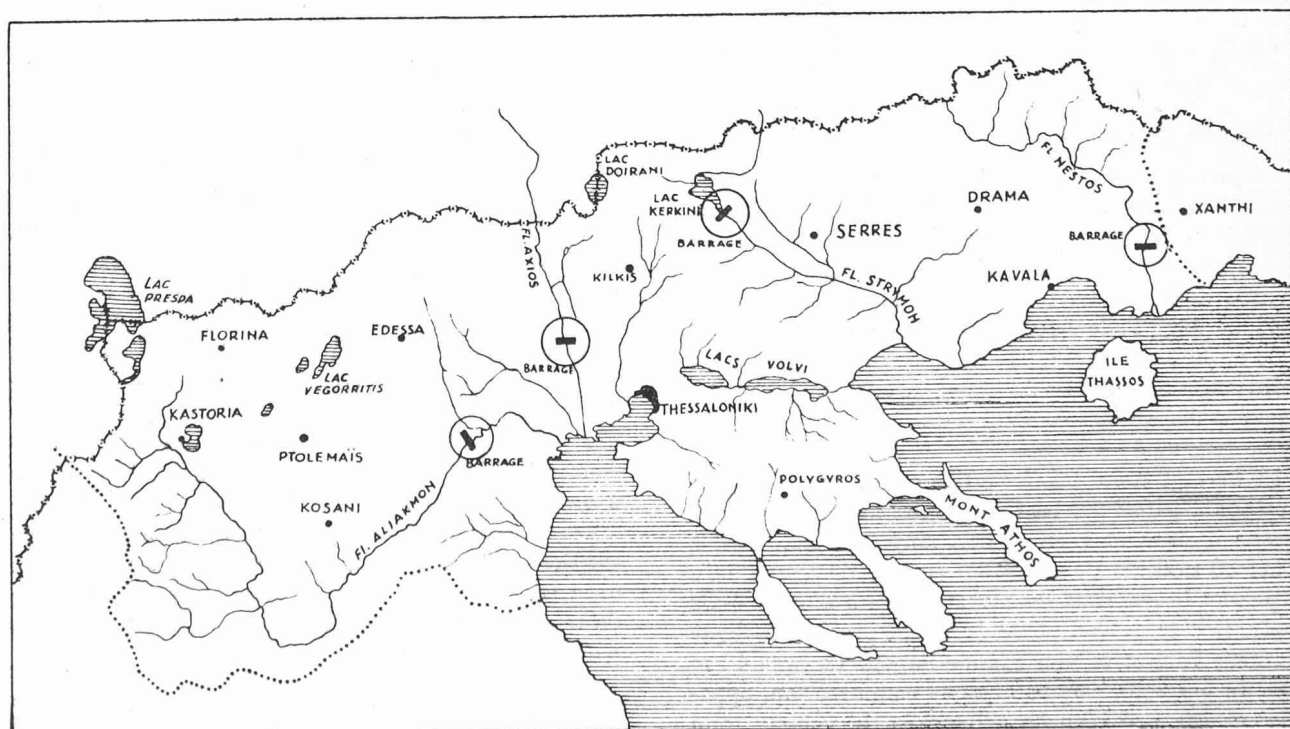 LAC
DOIRANI
FL. NESTOS
LAC
KERKINI
DRAMA
XANTHI
BARRAGE
SERRES
BARRAGE
FL. AXIOS
KILKIS
FL. STRYMON
KAVALA
LAC
PRESPA
FLORINA
EDESSA
LAC
VEGORRITIS
BARRAGE
LACS VOLVI
ILE
THASSOS
KASTORIA
THESSALONIKI
PTOLEMAÏS
BARRAGE
POLYGYROS
KOSANI
Fl. ALIAKMON
MONT ATHOS